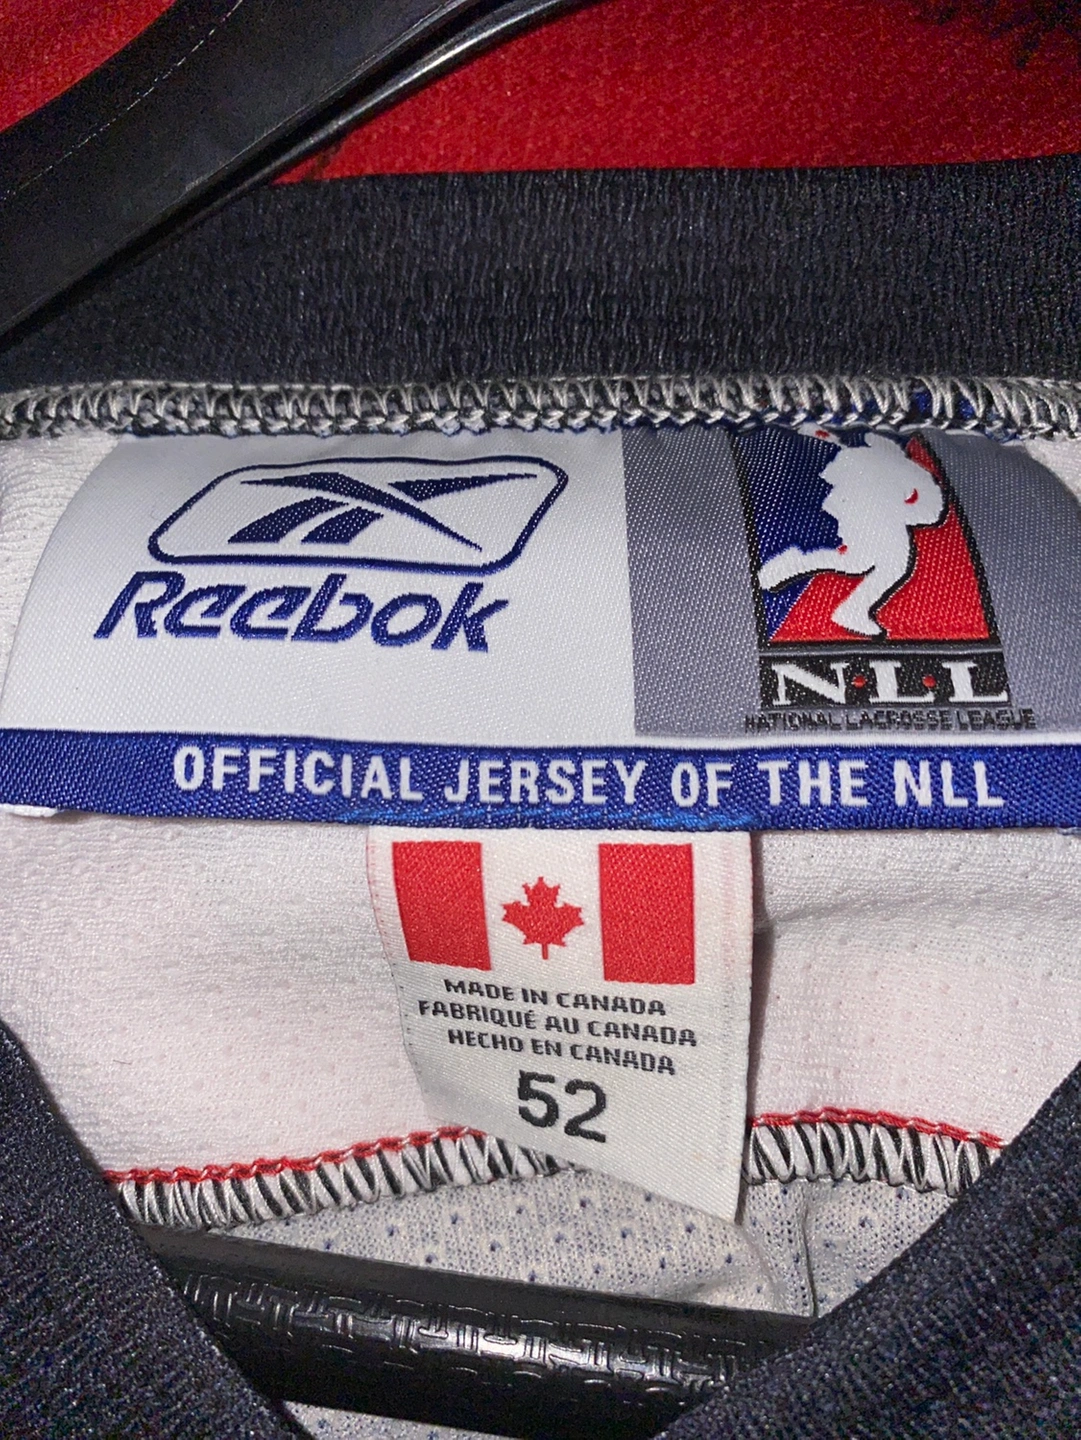 Reebok
N·L·L
NATIONAL LACROSSE LEAGUE
OFFICIAL JERSEY OF THE NLL
MADE IN CANADA
FABRIQUÉ AU CANADA
HECHO EN CANADA
52